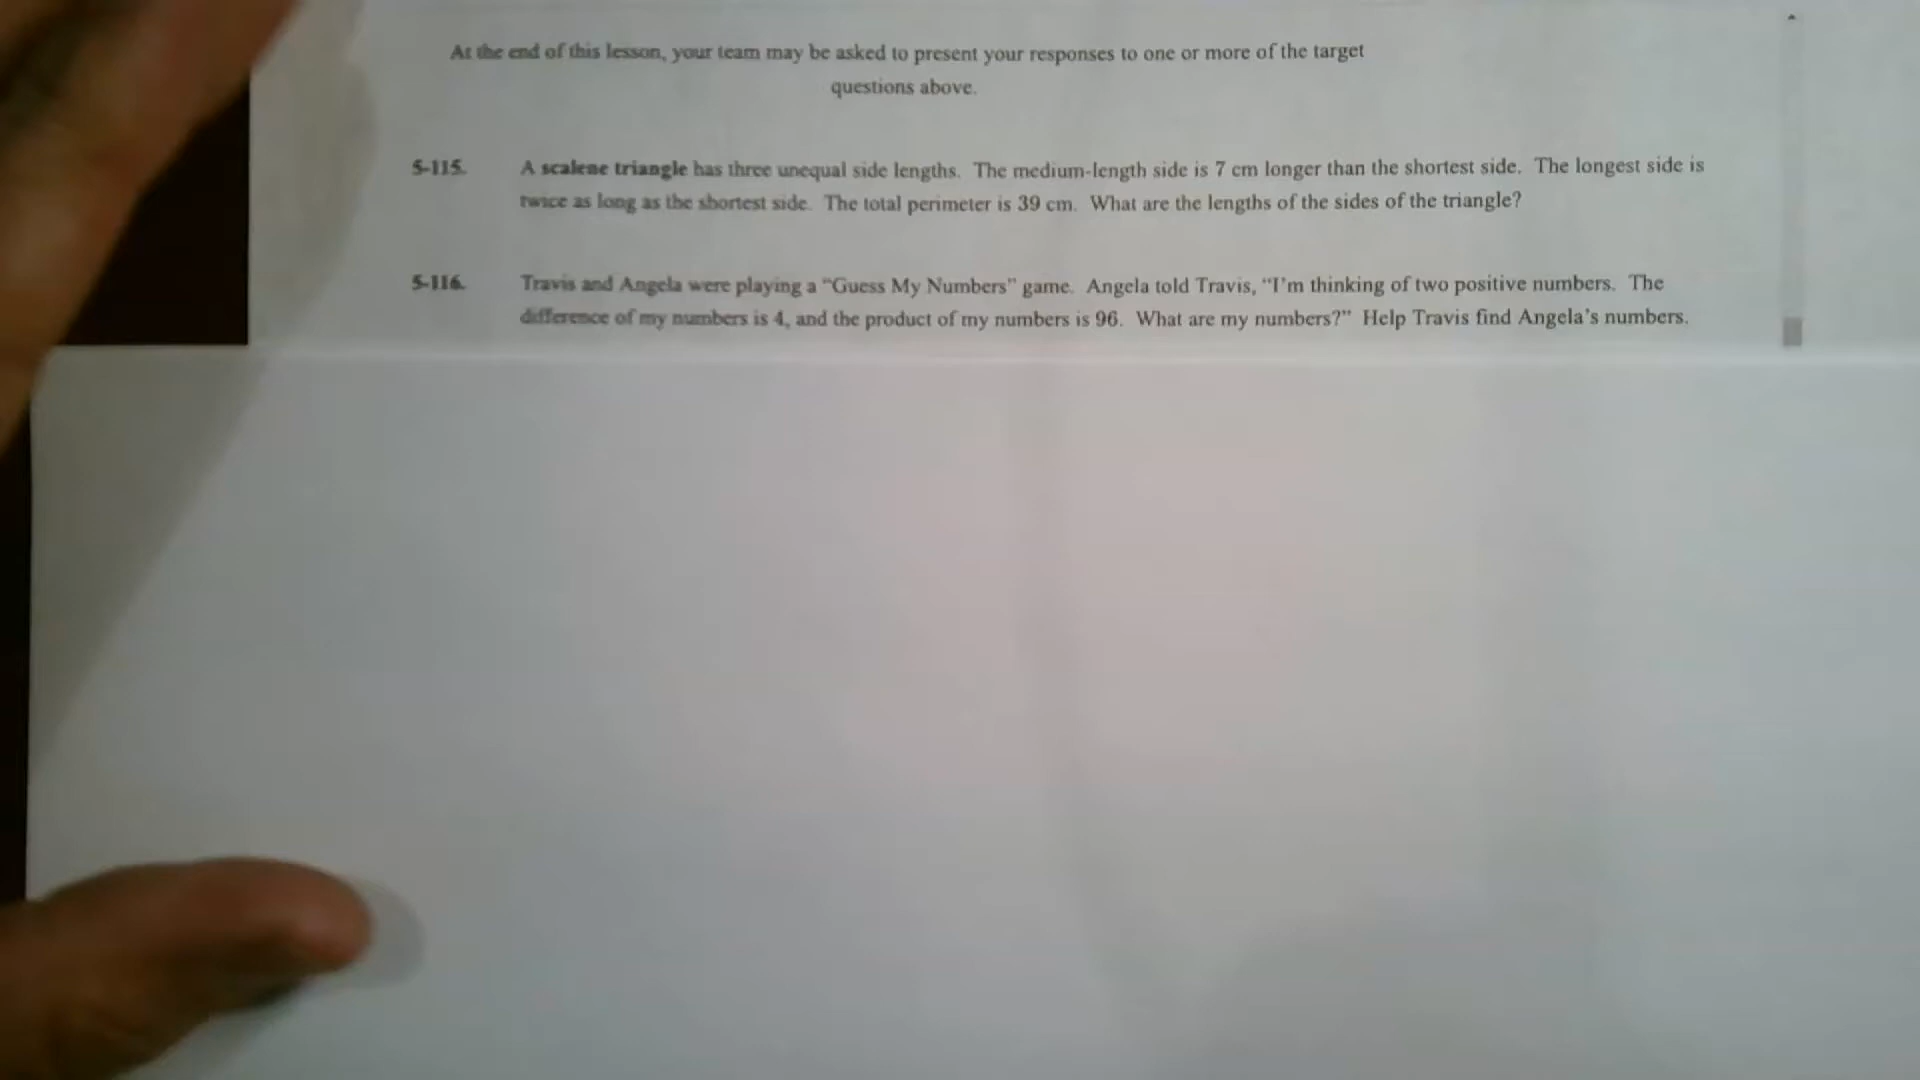 At the end of this lesson, your team may be asked to present your responses to one or more of the target
questions above.
5-115. A scalene triangle has three unequal side lengths. The medium-length side is 7 cm longer than the shortest side. The longest side is
twice as long as the shortest side. The total perimeter is 39 cm. What are the lengths of the sides of the triangle?
5-116. Travis and Angela were playing a “Guess My Numbers” game. Angela told Travis, “I’m thinking of two positive numbers. The
difference of my numbers is 4, and the product of my numbers is 96. What are my numbers?” Help Travis find Angela’s numbers.